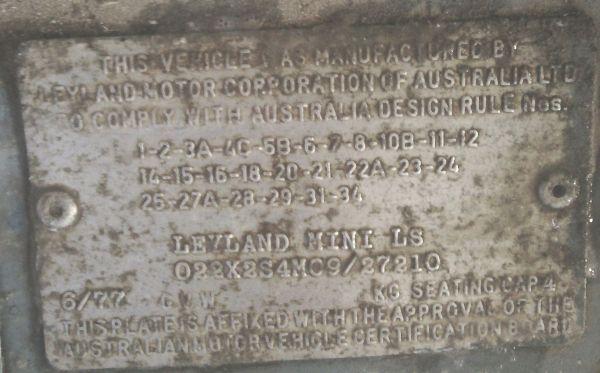 THIS VEHICLE WAS MANUFACTURED BY
LEYLAND MOTOR CORPORATION OF AUSTRALIA LTD
TO COMPLY WITH AUSTRALIA DESIGN RULE Nos.
1-2-3A-4C-5B-6-7-8-10B-11-12
14-15-16-18-20-21-22A-23-24
25-27A-28-29-31-34
LEYLAND MINI LS
022X2S4MC9/27210
6/77 G V W KG SEATING CAP 4
THIS PLATE IS AFFIXED WITH THE APPROVAL OF THE
AUSTRALIAN MOTOR VEHICLE CERTIFICATION BOARD